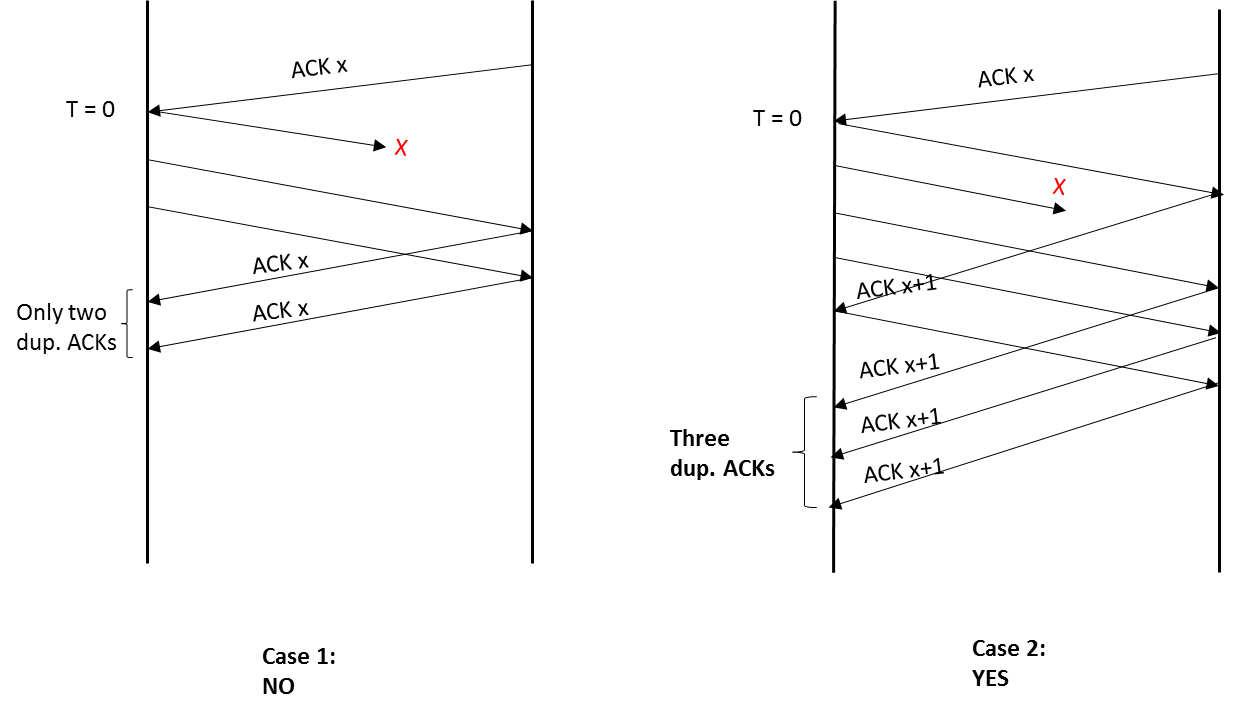 ACK x
T = 0
X
ACK x
ACK x
Only two
dup. ACKs
Case 1:
NO
ACK x
T = 0
X
ACK x+1
ACK x+1
ACK x+1
ACK x+1
Three
dup. ACKs
Case 2:
YES